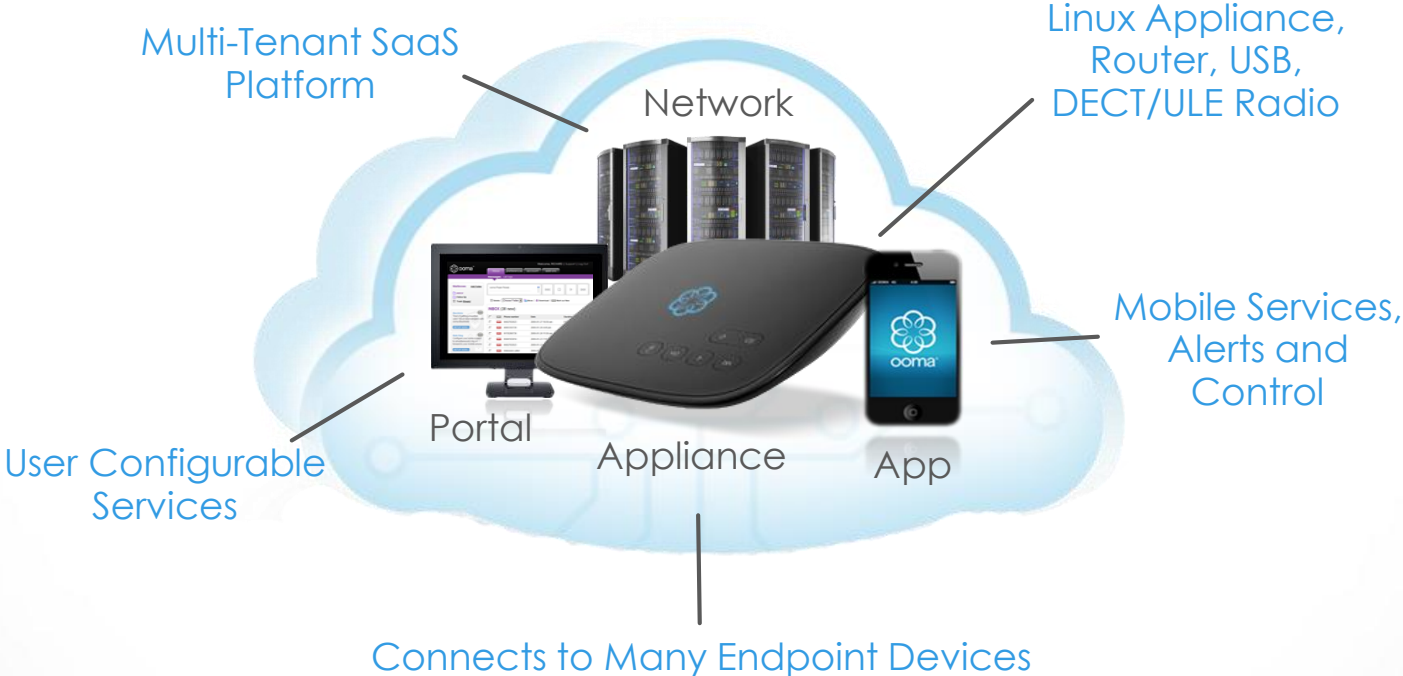 Multi-Tenant SaaS
Platform
Linux Appliance,
Router, USB,
DECT/ULE Radio
Network
ooma
ooma
Mobile Services,
Alerts and
Control
Portal
Appliance
App
User Configurable
Services
Connects to Many Endpoint Devices